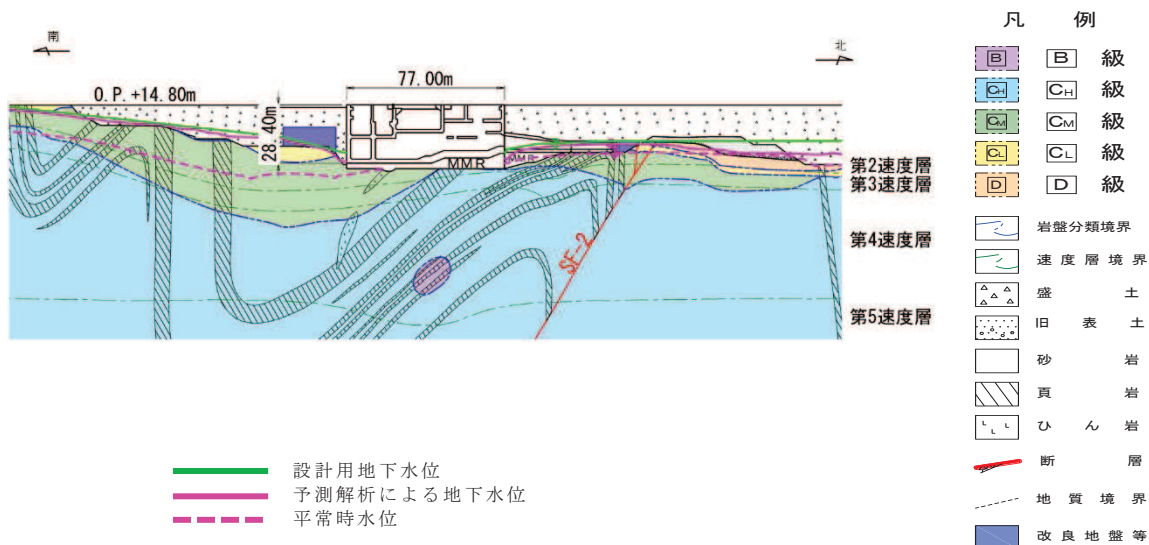 南
北
77.00m
O.P.+14.80m
28.40m
MMR
MMR
第2速度層
第3速度層
第4速度層
第5速度層
SF-2
設計用地下水位
予測解析による地下水位
平常時水位
凡 例
B B 級
CH CH 級
CM CM 級
CL CL 級
D D 級
岩盤分類境界
速度層境界
盛土
旧表土
砂岩
頁岩
ひん岩
断層
地質境界
改良地盤等